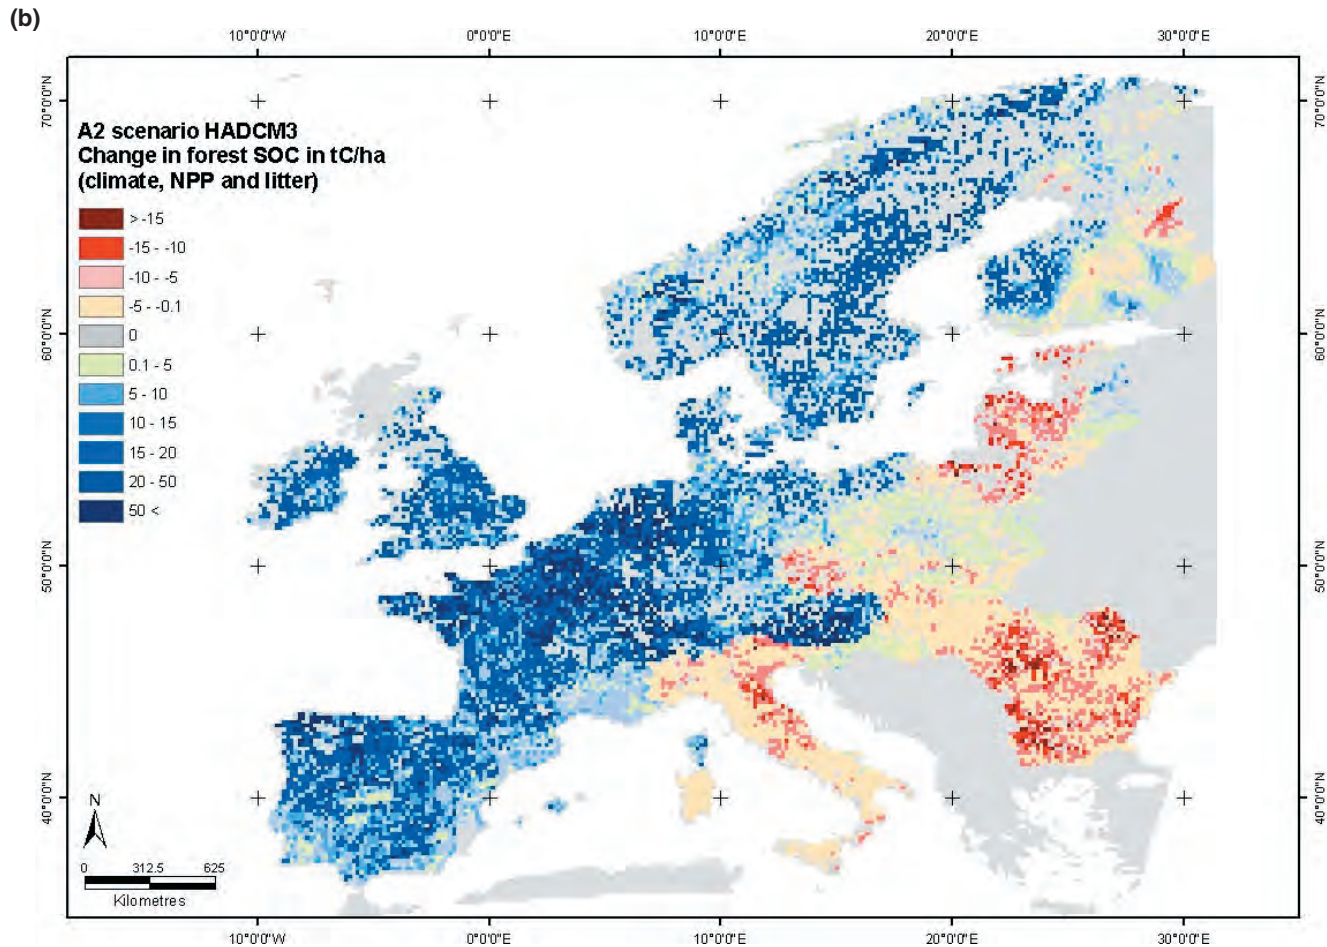 (b)
10°0'0"W 0°0'0"E 10°0'0"E 20°0'0"E 30°0'0"E
70°0'0"N 70°0'0"N
A2 scenario HADCM3
Change in forest SOC in tC/ha
(climate, NPP and litter)
> -15
-15 - -10
-10 - -5
-5 - -0.1
0
0.1 - 5
5 - 10
10 - 15
15 - 20
20 - 50
50 <
60°0'0"N 60°0'0"N
50°0'0"N 50°0'0"N
40°0'0"N 40°0'0"N
N
0 312.5 625
Kilometres
10°0'0"W 0°0'0"E 10°0'0"E 20°0'0"E 30°0'0"E